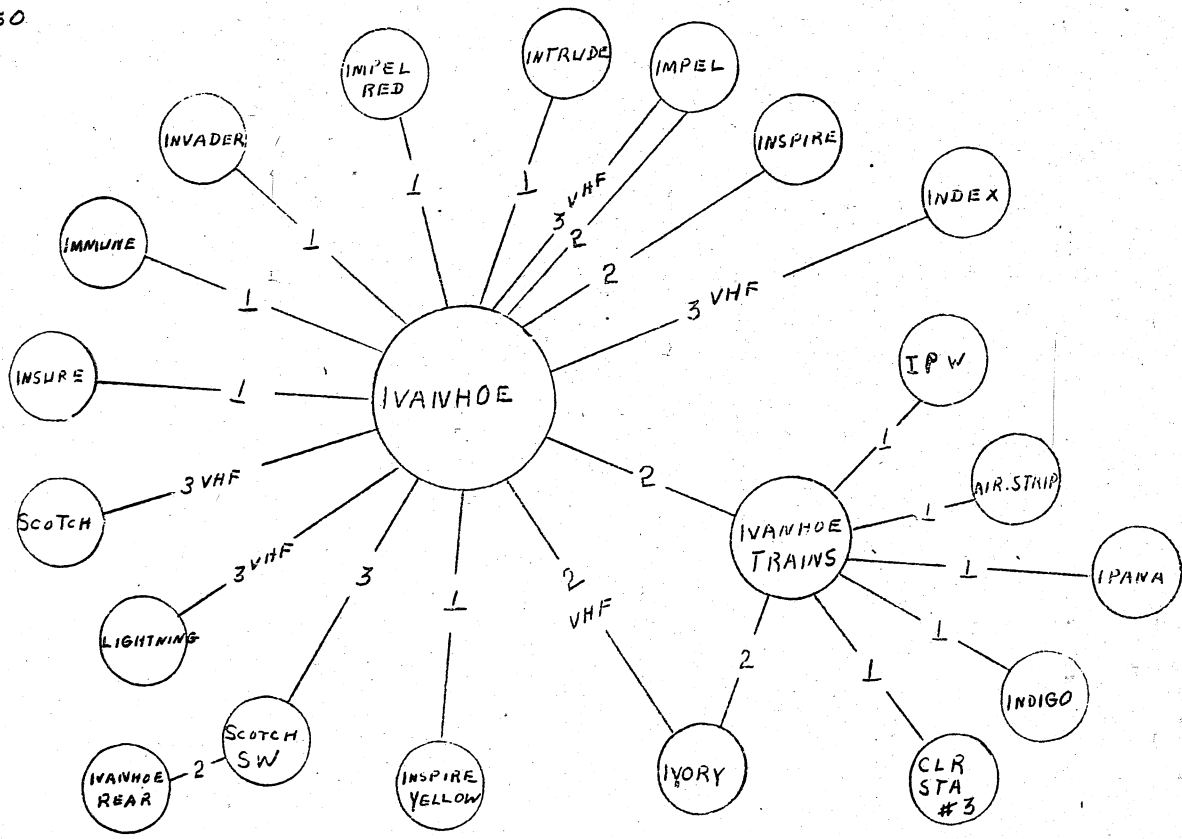 50
INTRUDE
IMPEL
RED
IMPEL
INVADER
INSPIRE
1
1
3 VHF
2
INDEX
IMMUNE
1
2
1
3 VHF
IPW
INSURE
1
IVANHOE
1
2
3 VHF
AIR.STRIP
SCOTCH
1
IVANHOE
TRAINS
3 VHF
3
2
VHF
1
IPANA
1
1
LIGHTNING
2
1
INDIGO
SCOTCH
SW
2
IVANHOE
REAR
INSPIRE
YELLOW
IVORY
CLR
STA
#3